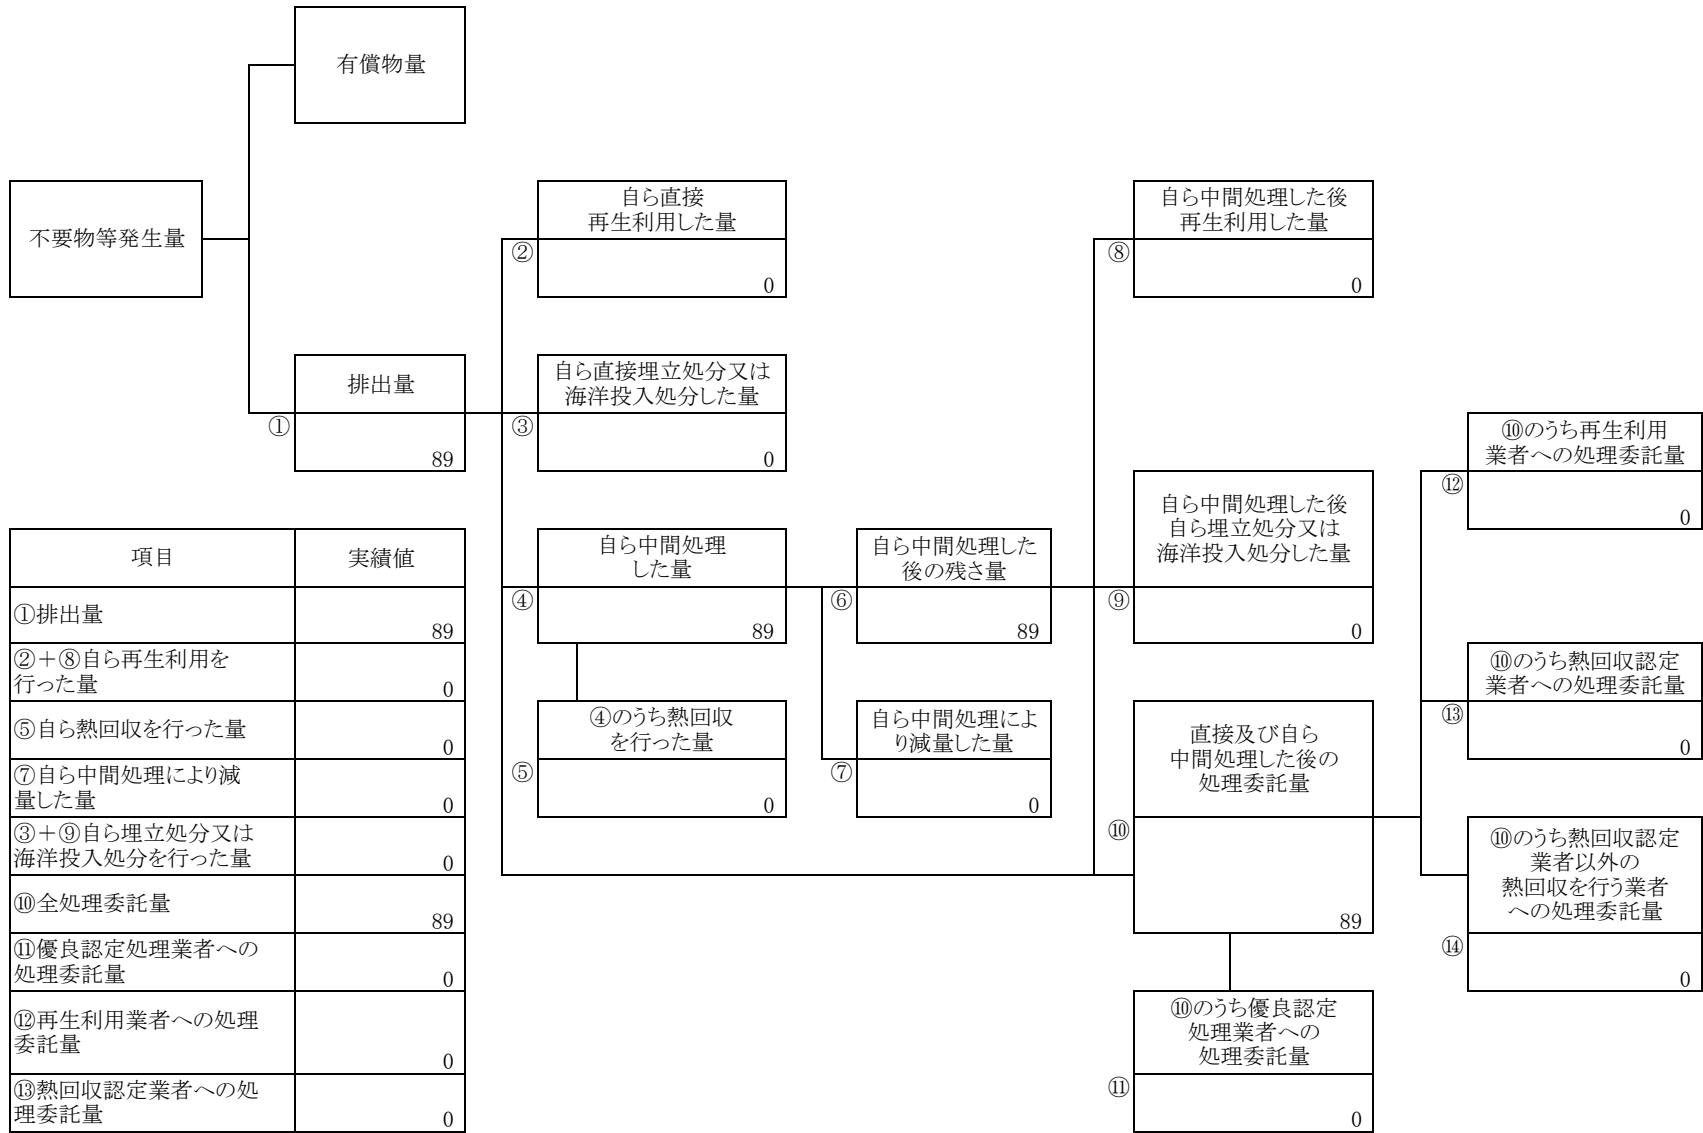 有償物量
不要物等発生量
自ら直接
再生利用した量
②
0
自ら中間処理した後
再生利用した量
⑧
0
排出量
①
89
自ら直接埋立処分又は
海洋投入処分した量
③
0
⑩のうち再生利用
業者への処理委託量
⑫
0
自ら中間処理した後
自ら埋立処分又は
海洋投入処分した量
⑨
0
自ら中間処理
した量
④
89
自ら中間処理した
後の残さ量
⑥
89
⑩のうち熱回収認定
業者への処理委託量
⑬
0
④のうち熱回収
を行った量
⑤
0
自ら中間処理によ
り減量した量
⑦
0
直接及び自ら
中間処理した後の
処理委託量
⑩
89
⑩のうち熱回収認定
業者以外の
熱回収を行う業者
への処理委託量
⑭
0
⑩のうち優良認定
処理業者への
処理委託量
⑪
0
項目 実績値
①排出量
89
②＋⑧自ら再生利用を
行った量 0
⑤自ら熱回収を行った量
0
⑦自ら中間処理により減
量した量 0
③＋⑨自ら埋立処分又は
海洋投入処分を行った量 0
⑩全処理委託量
89
⑪優良認定処理業者への
処理委託量 0
⑫再生利用業者への処理
委託量
0
⑬熱回収認定業者への処
理委託量 0